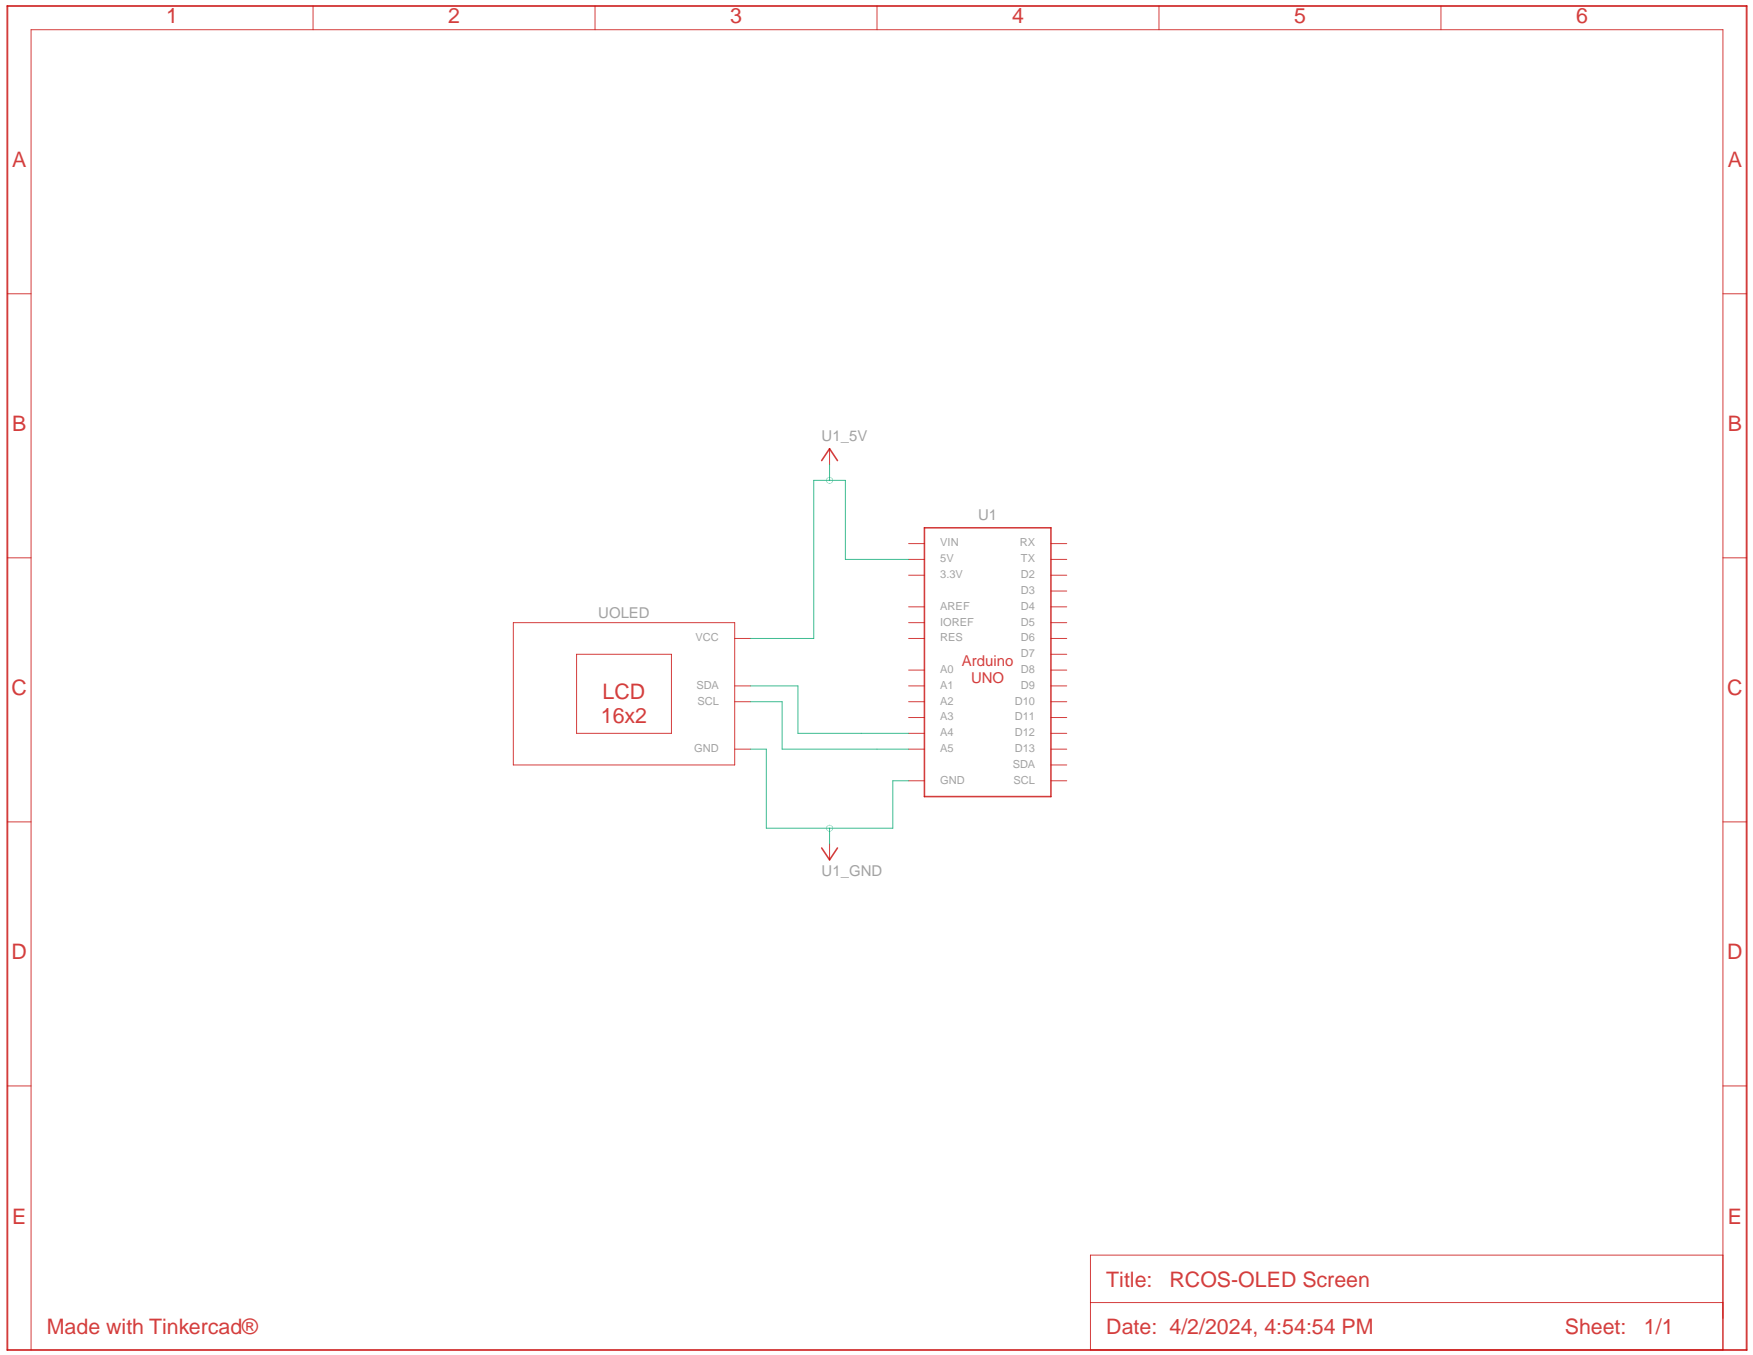 1 2 3 4 5 6
A A
B B
U1_5V
U1
VIN RX
5V TX
3.3V D2
D3
AREF D4
UOLED IOREF D5
VCC RES D6
D7
Arduino
A0 D8
UNO
C C
LCD
SDA A1 D9
SCL A2 D10
16x2
A3 D11
A4 D12
GND A5 D13
SDA
GND SCL
U1_GND
D D
E E
Title: RCOS-OLED Screen
Made with Tinkercad®
Date: 4/2/2024, 4:54:54 PM Sheet: 1/1